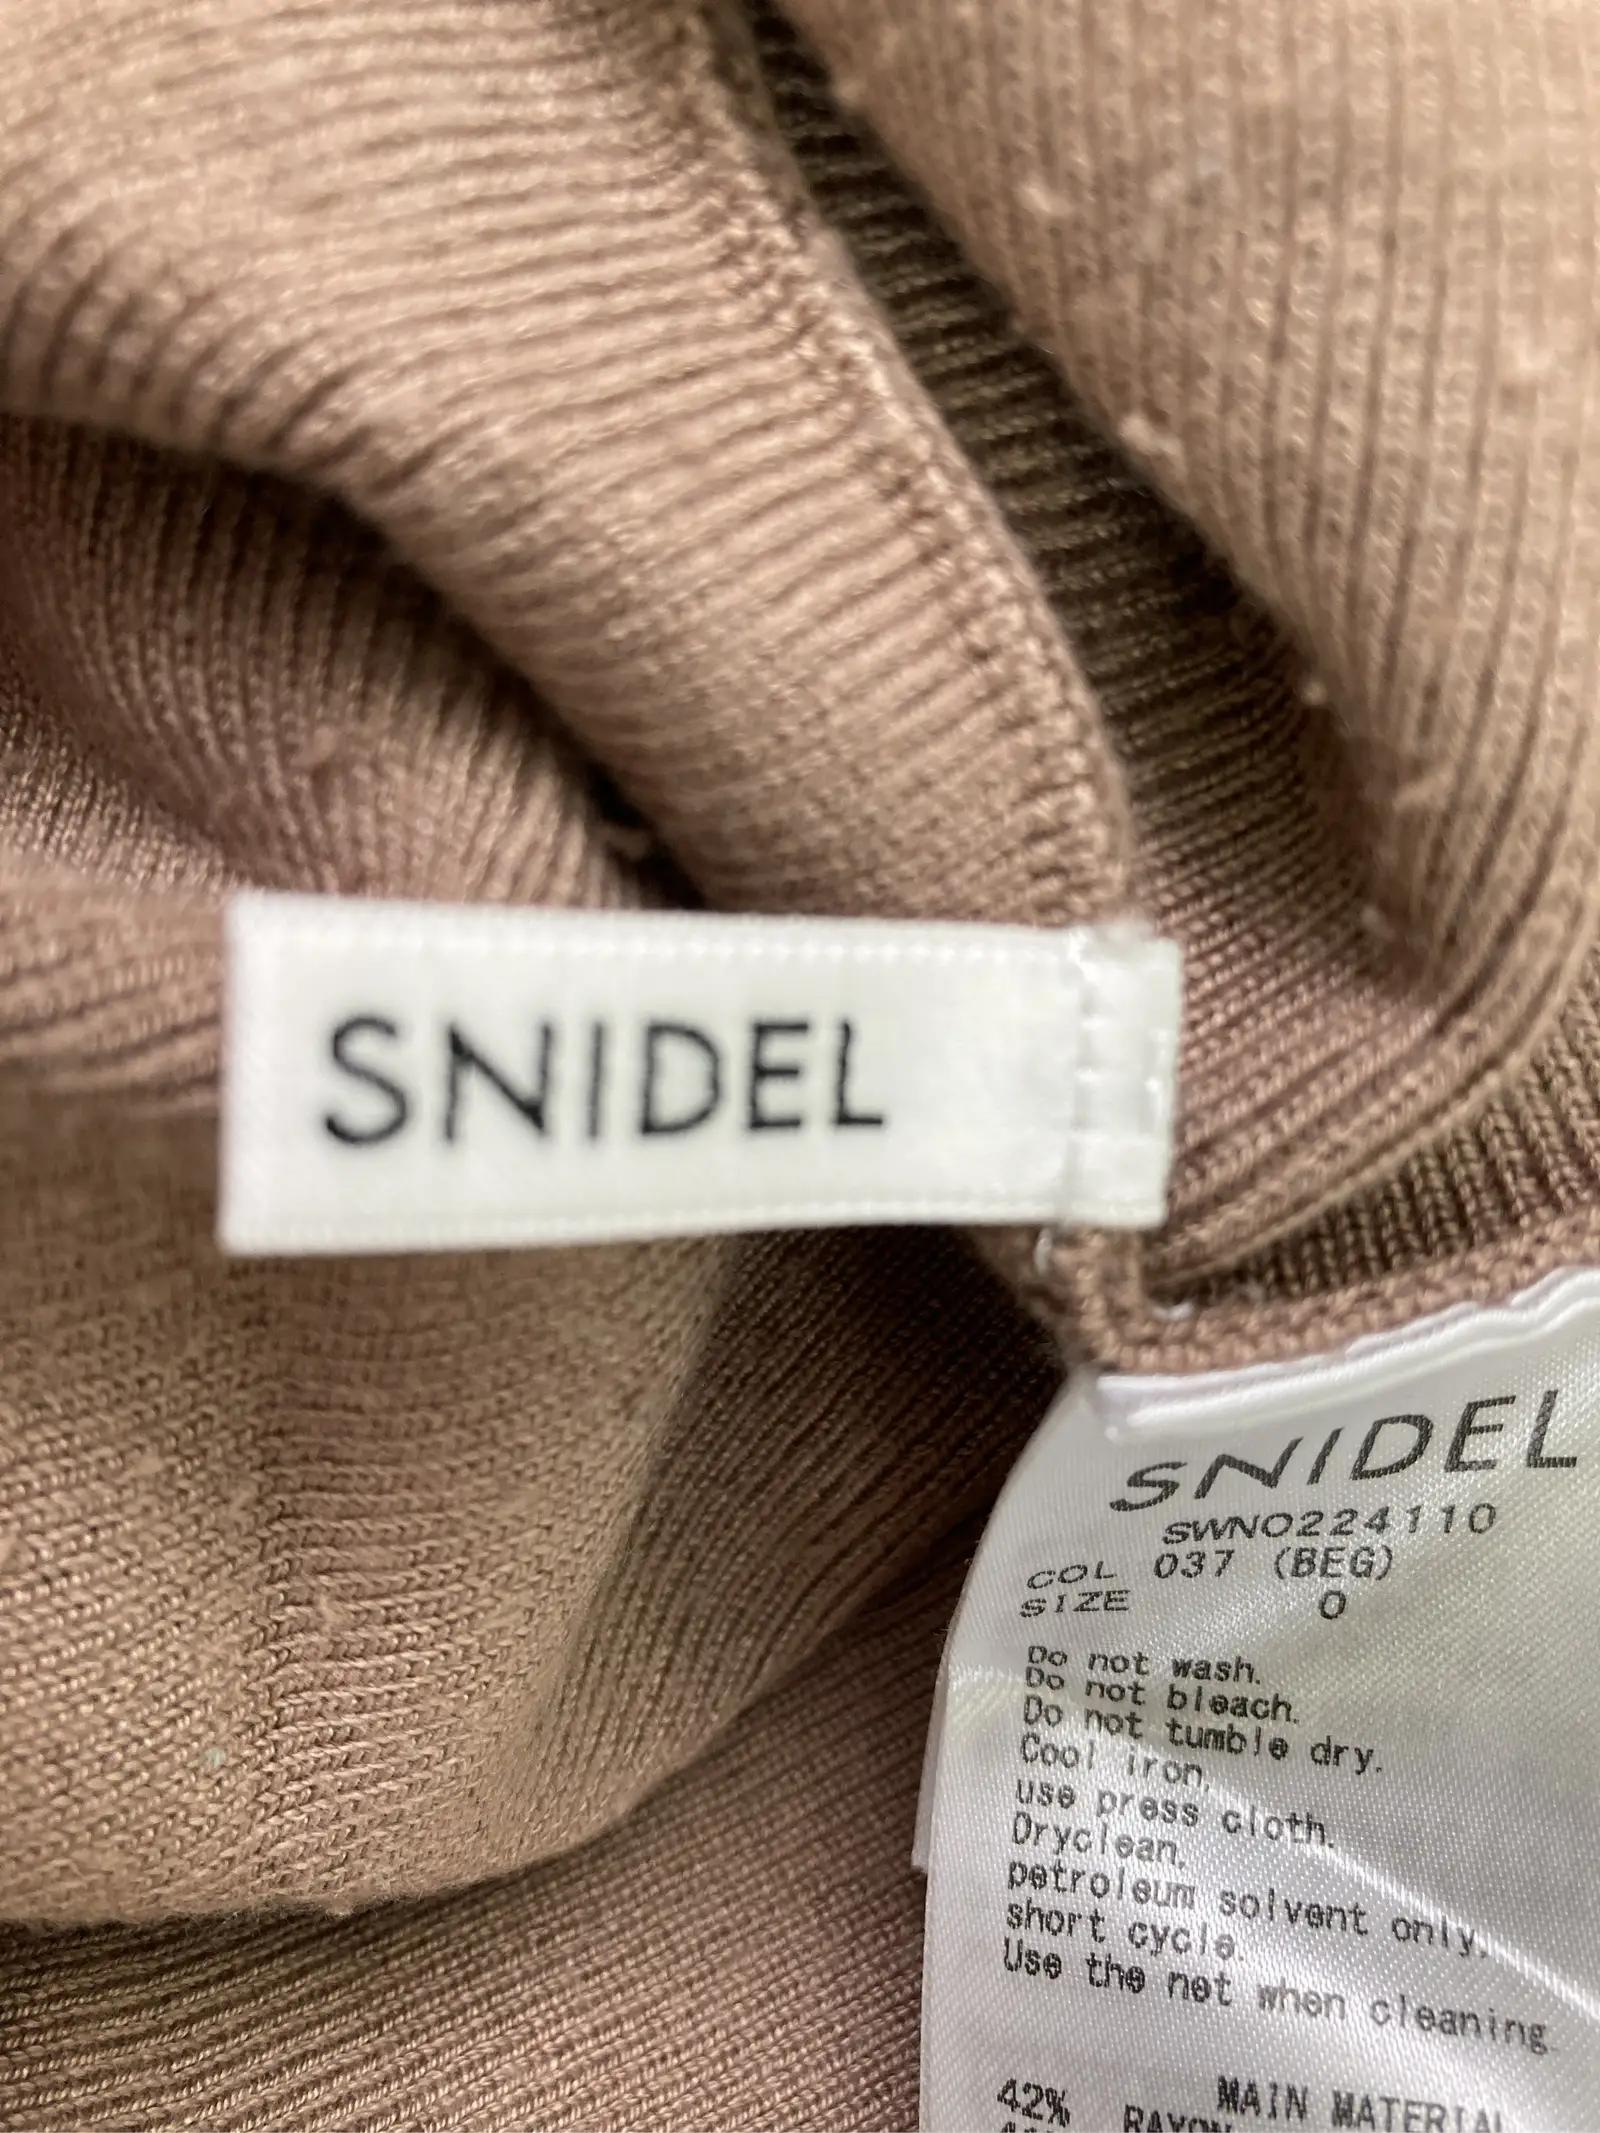 SNIDEL
SNIDEL
SWNO224110
COL 037 (BEG)
SIZE 0
Do not wash.
Do not bleach.
Do not tumble dry.
Cool iron,
use press cloth.
Dryclean,
petroleum solvent only,
short cycle.
Use the net when cleaning
MAIN MATERIAL
42% RAYON